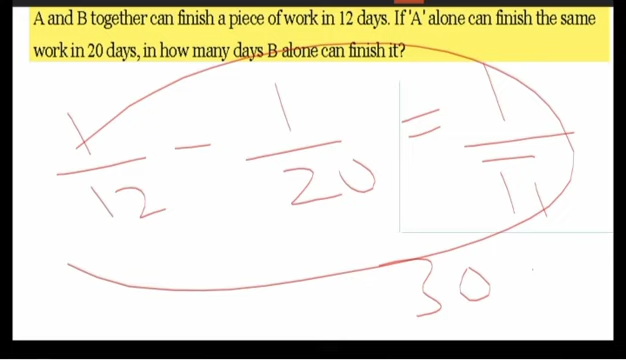 A and B together can finish a piece of work in 12 days. If 'A' alone can finish the same
work in 20 days, in how many days B alone can finish it?
1/12 - 1/20 = 1/11
30